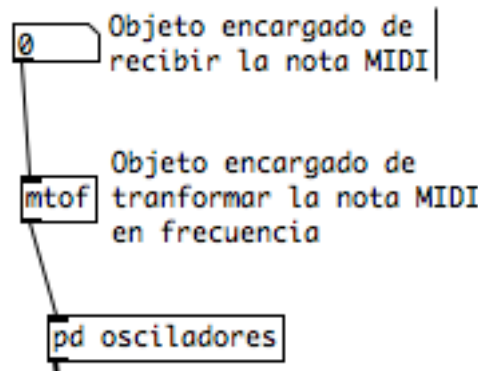 0
Objeto encargado de
recibir la nota MIDI
mtof
Objeto encargado de
tranformar la nota MIDI
en frecuencia
pd osciladores